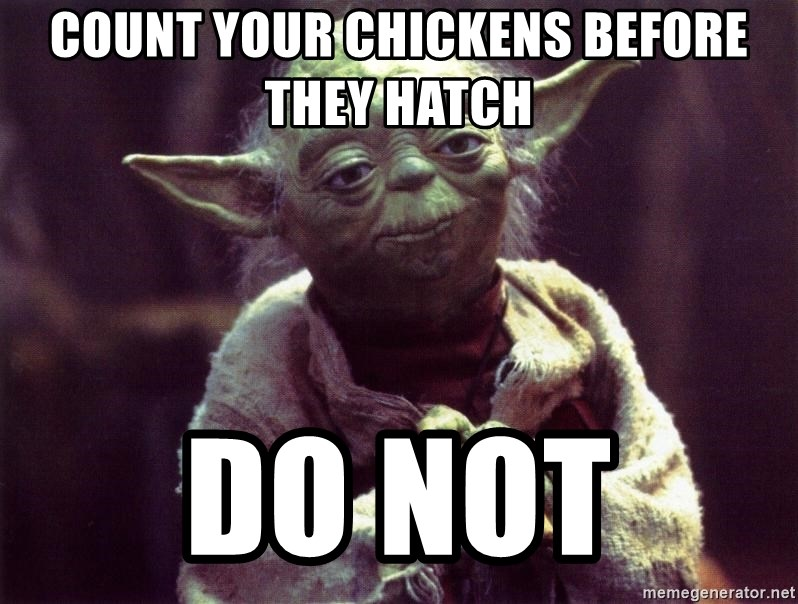 COUNT YOUR CHICKENS BEFORE
THEY HATCH
DO NOT
memegenerator.net